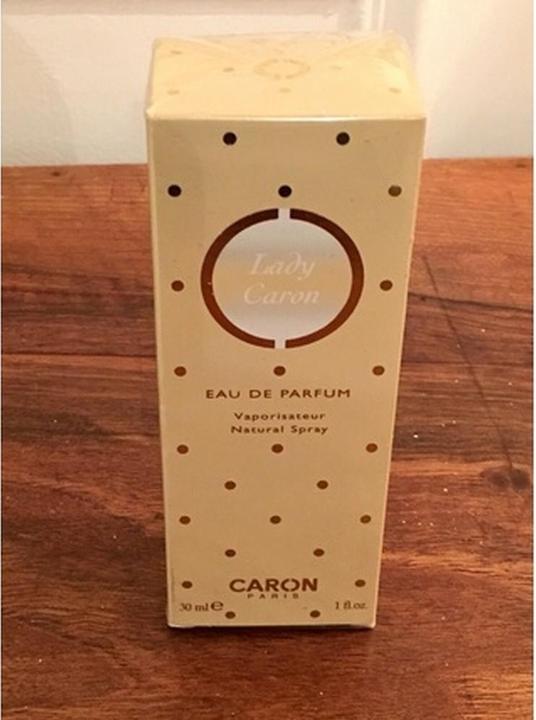 Lady
Caron
EAU DE PARFUM
Vaporisateur
Natural Spray
CARON
PARIS
30 ml e 1 fl.oz.